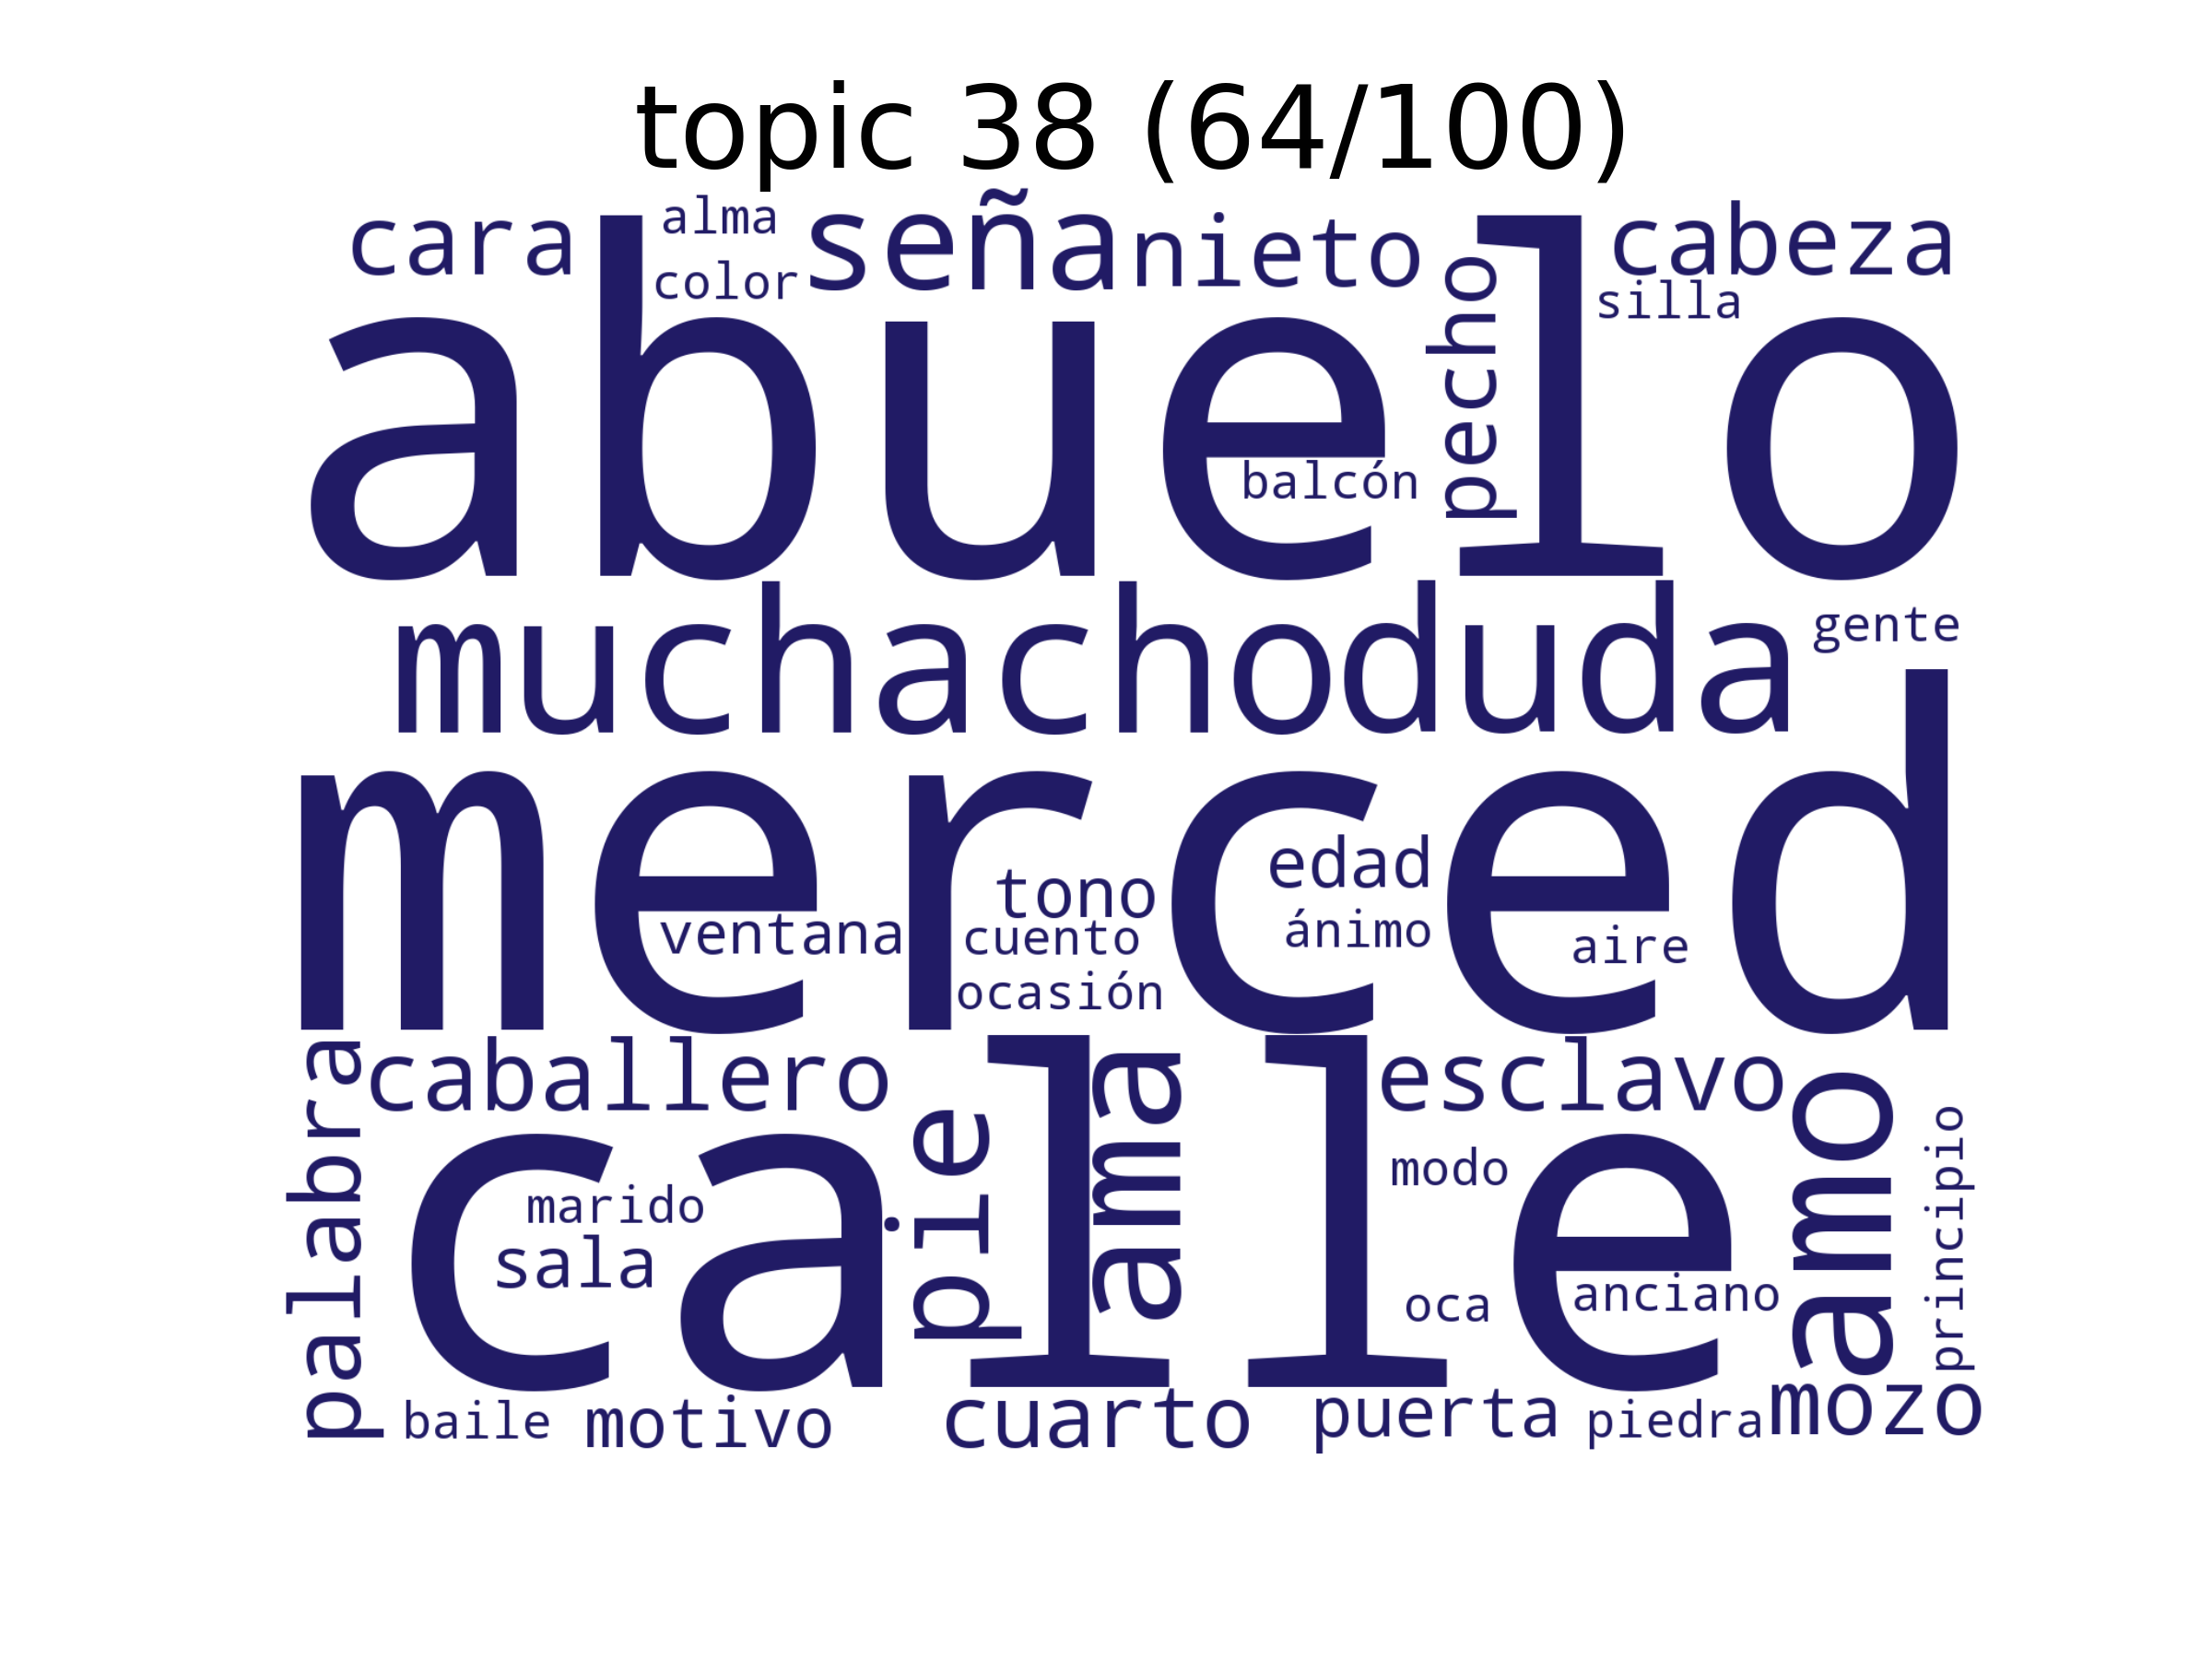 topic 38 (64/100)
cara alma seña nieto cabeza
color silla
abuelo
pecho
balcón
muchacho duda gente
merced
edad
tono
ventana cuento ánimo aire
ocasión
palabra caballero esclavo
calle
pie ama amo principio
modo
marido
sala oca anciano
baile motivo cuarto puerta piedra mozo